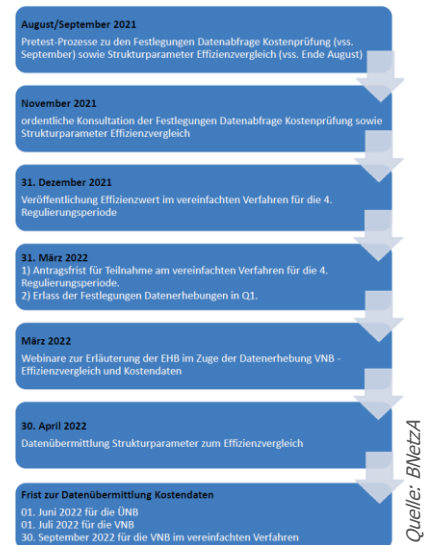 August/September 2021
Pretest-Prozesse zu den Festlegungen Datenabfrage Kostenprüfung (vss.
September) sowie Strukturparameter Effizienzvergleich (vss. Ende August)
November 2021
ordentliche Konsultation der Festlegungen Datenabfrage Kostenprüfung sowie
Strukturparameter Effizienzvergleich
31. Dezember 2021
Veröffentlichung Effizienzwert im vereinfachten Verfahren für die 4.
Regulierungsperiode
31. März 2022
1) Antragsfrist für Teilnahme am vereinfachten Verfahren für die 4.
Regulierungsperiode.
2) Erlass der Festlegungen Datenerhebungen in Q1.
März 2022
Webinare zur Erläuterung der EHB im Zuge der Datenerhebung VNB -
Effizienzvergleich und Kostendaten
30. April 2022
Datenübermittlung Strukturparameter zum Effizienzvergleich
Frist zur Datenübermittlung Kostendaten
01. Juni 2022 für die ÜNB
01. Juli 2022 für die VNB
30. September 2022 für die VNB im vereinfachten Verfahren
Quelle: BNetzA